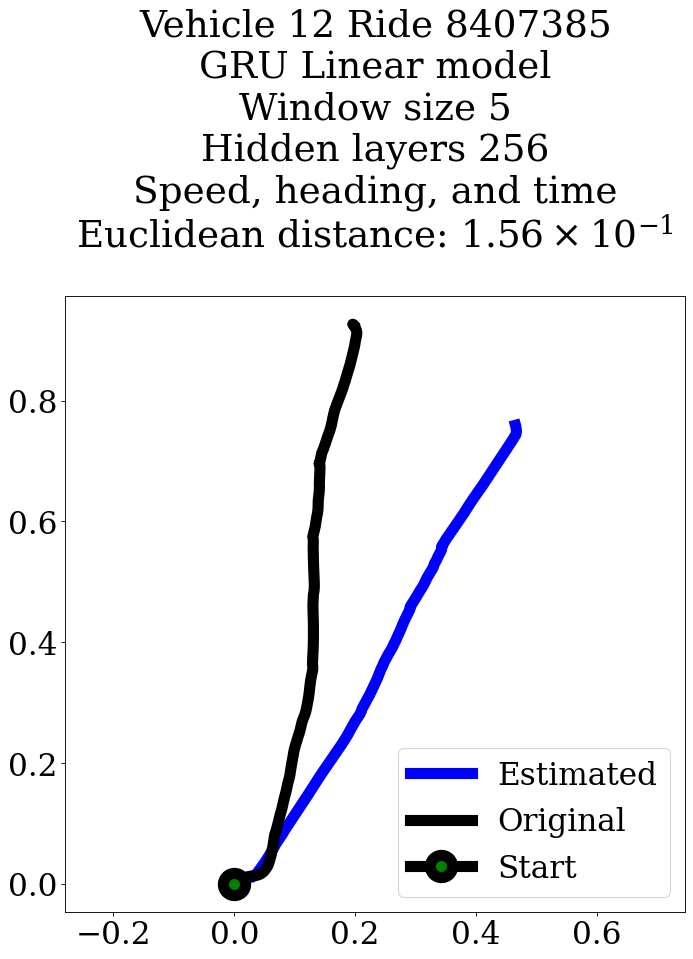 Vehicle 12 Ride 8407385
GRU Linear model
Window size 5
Hidden layers 256
Speed, heading, and time
Euclidean distance: 1.56 × 10⁻¹
0.8
0.6
0.4
0.2
0.0
Estimated
Original
Start
−0.2 0.0 0.2 0.4 0.6